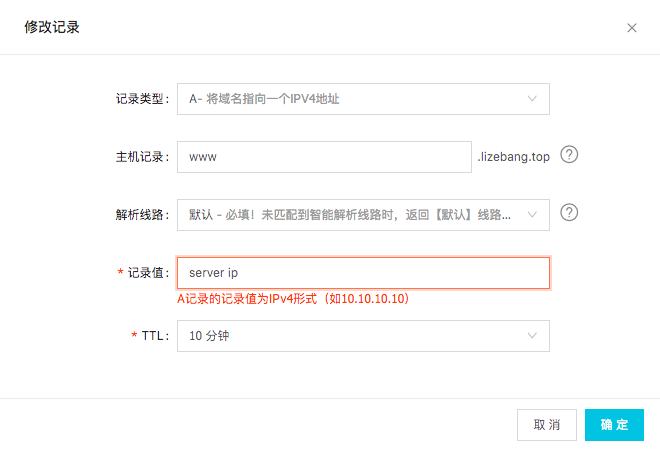 修改记录
记录类型： A- 将域名指向一个IPV4地址
主机记录： www .lizebang.top
解析线路： 默认 - 必填！未匹配到智能解析线路时，返回【默认】线路...
* 记录值： server ip
A记录的记录值为IPv4形式（如10.10.10.10）
* TTL： 10 分钟
取 消 确 定